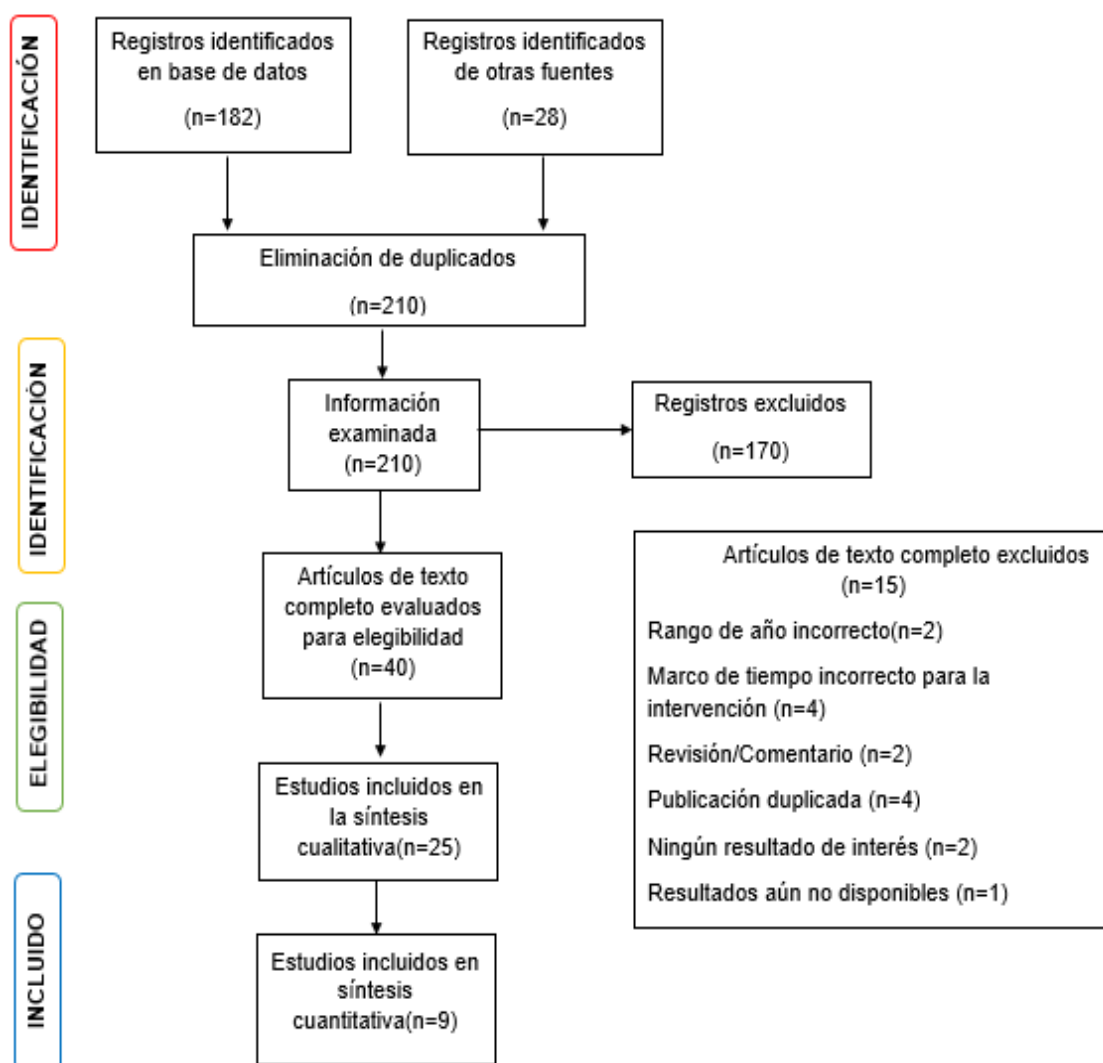 IDENTIFICACIÓN
Registros identificados
en base de datos
(n=182)
Registros identificados
de otras fuentes
(n=28)
Eliminación de duplicados
(n=210)
IDENTIFICACIÓN
Información
examinada
(n=210)
Registros excluidos
(n=170)
Artículos de texto
completo evaluados
para elegibilidad
(n=40)
Artículos de texto completo excluidos
(n=15)
Rango de año incorrecto(n=2)
Marco de tiempo incorrecto para la
intervención (n=4)
Revisión/Comentario (n=2)
Publicación duplicada (n=4)
Ningún resultado de interés (n=2)
Resultados aún no disponibles (n=1)
ELEGIBILIDAD
Estudios incluidos en
la síntesis
cualitativa(n=25)
INCLUIDO
Estudios incluidos en
síntesis
cuantitativa(n=9)